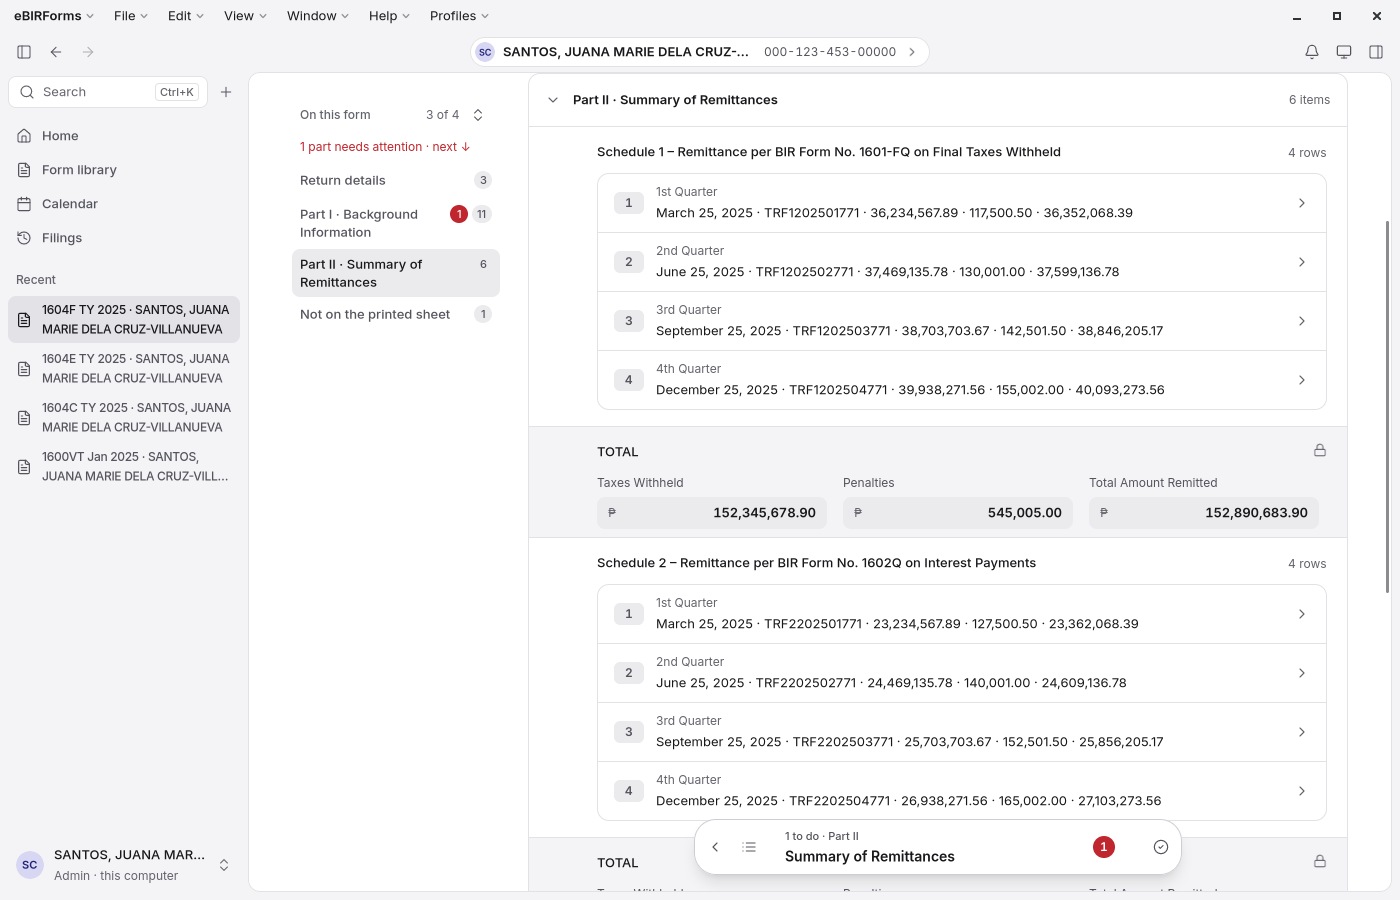 eBIRForms File Edit View Window Help Profiles
SC SANTOS, JUANA MARIE DELA CRUZ-... 000-123-453-00000
Search Ctrl+K
Home
Form library
Calendar
Filings
Recent
1604F TY 2025 · SANTOS, JUANA
MARIE DELA CRUZ-VILLANUEVA
1604E TY 2025 · SANTOS, JUANA
MARIE DELA CRUZ-VILLANUEVA
1604C TY 2025 · SANTOS, JUANA
MARIE DELA CRUZ-VILLANUEVA
1600VT Jan 2025 · SANTOS,
JUANA MARIE DELA CRUZ-VILL...
SC SANTOS, JUANA MAR...
Admin · this computer
On this form 3 of 4
1 part needs attention · next ↓
Return details 3
Part I · Background 1 11
Information
Part II · Summary of 6
Remittances
Not on the printed sheet 1
Part II · Summary of Remittances 6 items
Schedule 1 – Remittance per BIR Form No. 1601-FQ on Final Taxes Withheld 4 rows
1st Quarter
1 March 25, 2025 · TRF1202501771 · 36,234,567.89 · 117,500.50 · 36,352,068.39
2nd Quarter
2 June 25, 2025 · TRF1202502771 · 37,469,135.78 · 130,001.00 · 37,599,136.78
3rd Quarter
3 September 25, 2025 · TRF1202503771 · 38,703,703.67 · 142,501.50 · 38,846,205.17
4th Quarter
4 December 25, 2025 · TRF1202504771 · 39,938,271.56 · 155,002.00 · 40,093,273.56
TOTAL
Taxes Withheld Penalties Total Amount Remitted
₱ 152,345,678.90 ₱ 545,005.00 ₱ 152,890,683.90
Schedule 2 – Remittance per BIR Form No. 1602Q on Interest Payments 4 rows
1st Quarter
1 March 25, 2025 · TRF2202501771 · 23,234,567.89 · 127,500.50 · 23,362,068.39
2nd Quarter
2 June 25, 2025 · TRF2202502771 · 24,469,135.78 · 140,001.00 · 24,609,136.78
3rd Quarter
3 September 25, 2025 · TRF2202503771 · 25,703,703.67 · 152,501.50 · 25,856,205.17
4th Quarter
4 December 25, 2025 · TRF2202504771 · 26,938,271.56 · 165,002.00 · 27,103,273.56
TOTAL
1 to do · Part II
Summary of Remittances 1